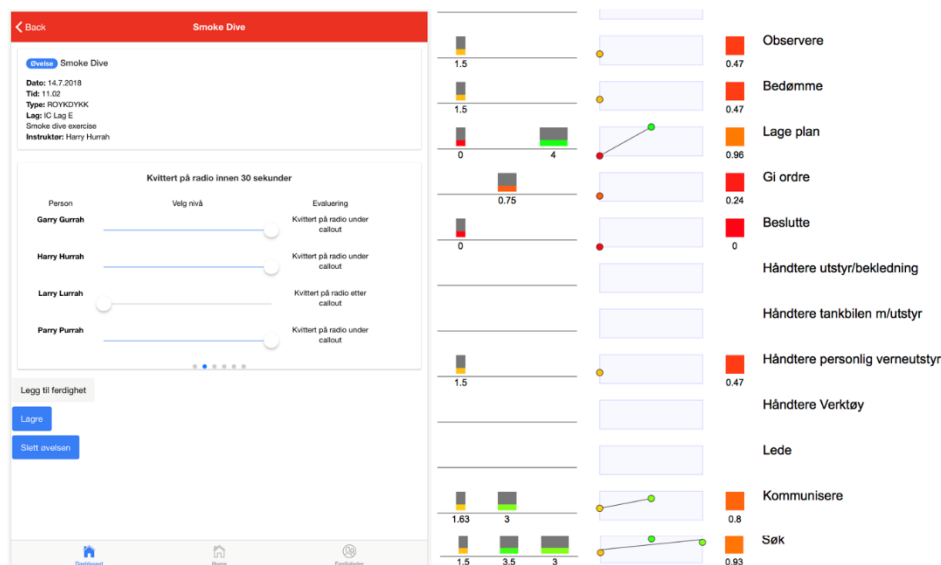 Back
Smoke Dive
Øvelse Smoke Dive
Dato: 14.7.2018
Tid: 11.02
Type: ROYKDYKK
Lag: IC Lag E
Smoke dive exercise
Instruktør: Harry Hurrah
Kvittert på radio innen 30 sekunder
Person Velg nivå Evaluering
Garry Gurrah Kvittert på radio under
callout
Harry Hurrah Kvittert på radio under
callout
Larry Lurrah Kvittert på radio etter
callout
Parry Purrah Kvittert på radio under
callout
Legg til ferdighet
Lagre
Slett øvelsen
Dashboard Home Ferdigheter
Observere
1.5 0.47
Bedømme
1.5 0.47
Lage plan
0 4 0.96
Gi ordre
0.75 0.24
Beslutte
0 0
Håndtere utstyr/bekledning
Håndtere tankbilen m/utstyr
Håndtere personlig verneutstyr
1.5 0.47
Håndtere Verktøy
Lede
Kommunisere
1.63 3 0.8
Søk
1.5 3.5 3 0.93